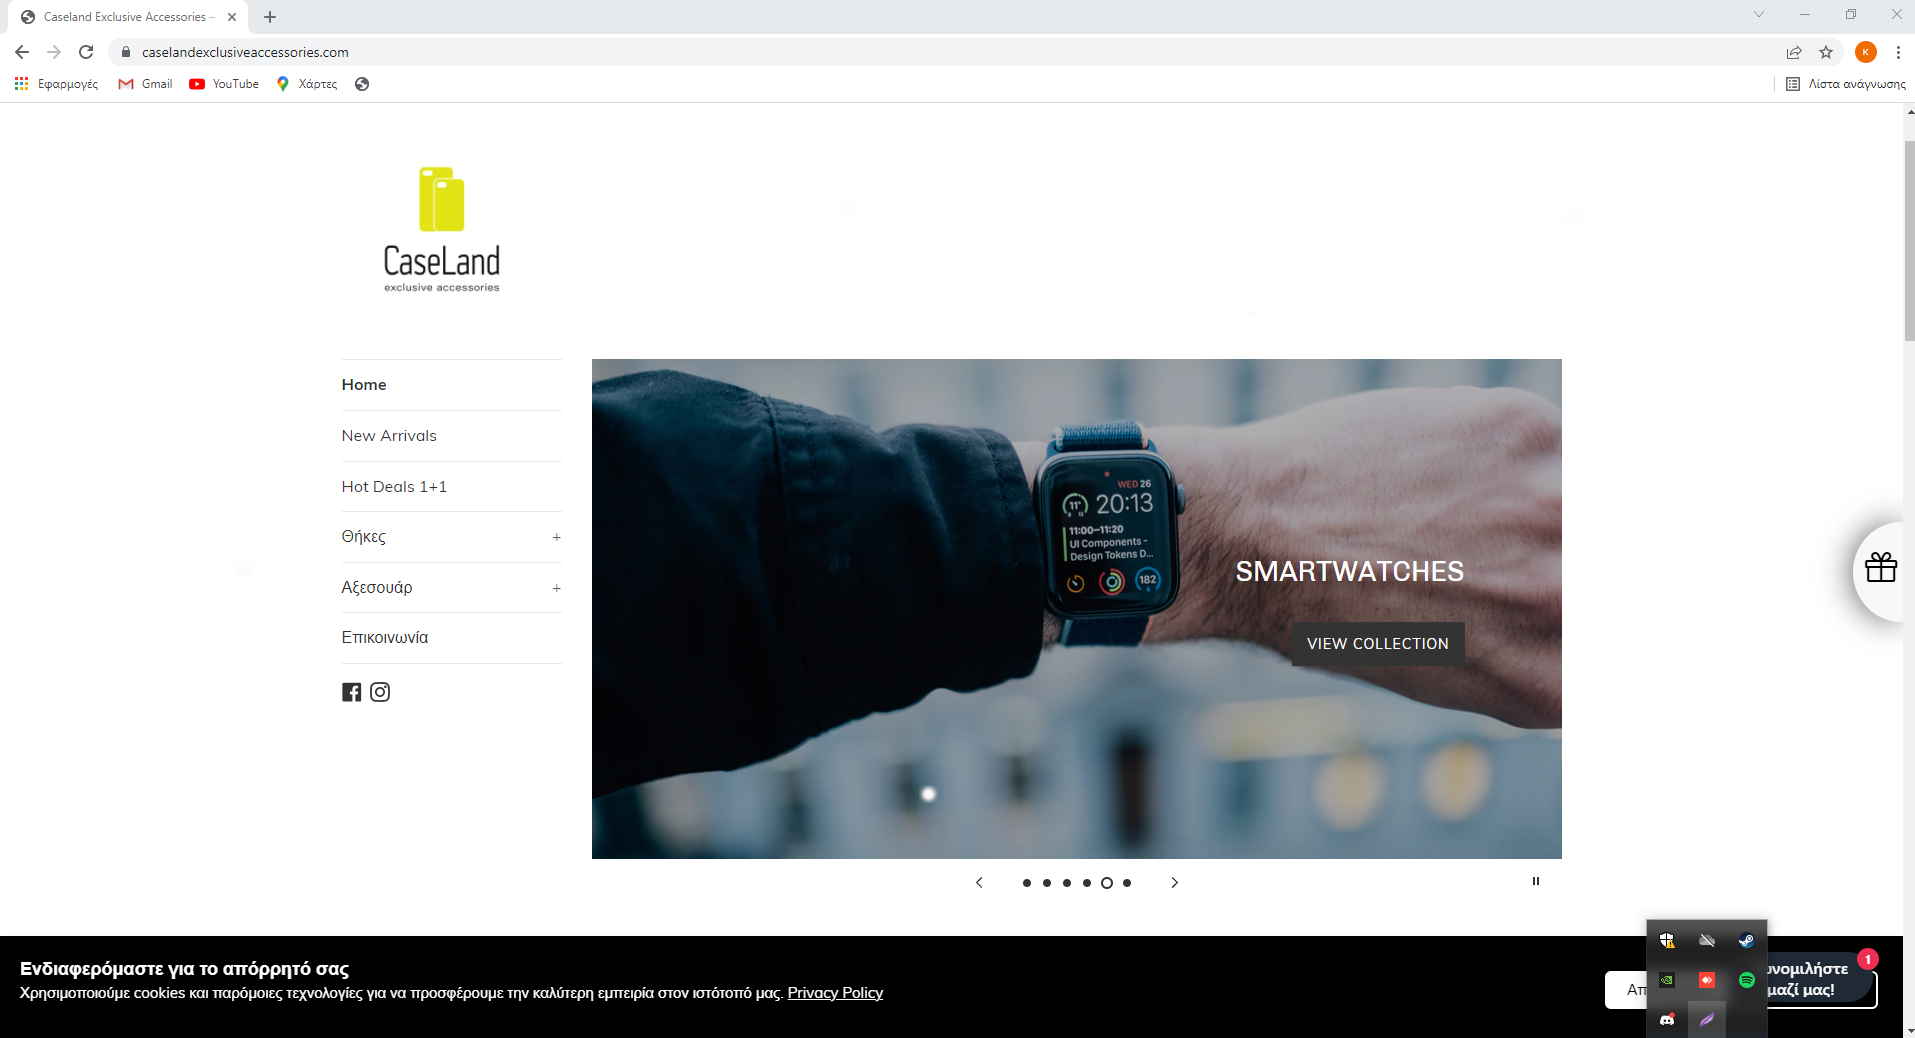 Caseland Exclusive Accessories –
caselandexclusiveaccessories.com
K
Εφαρμογές
Gmail
YouTube
Χάρτες
Λίστα ανάγνωσης
CaseLand
exclusive accessories
Home
New Arrivals
Hot Deals 1+1
Θήκες +
Αξεσουάρ +
Επικοινωνία
WED 26
11°
20:13
11:00–11:20
UI Components -
Design Tokens D...
182
SMARTWATCHES
VIEW COLLECTION
Ενδιαφερόμαστε για το απόρρητό σας
Χρησιμοποιούμε cookies και παρόμοιες τεχνολογίες για να προσφέρουμε την καλύτερη εμπειρία στον ιστότοπό μας. Privacy Policy
1
νομιλήστε
μαζί μας!